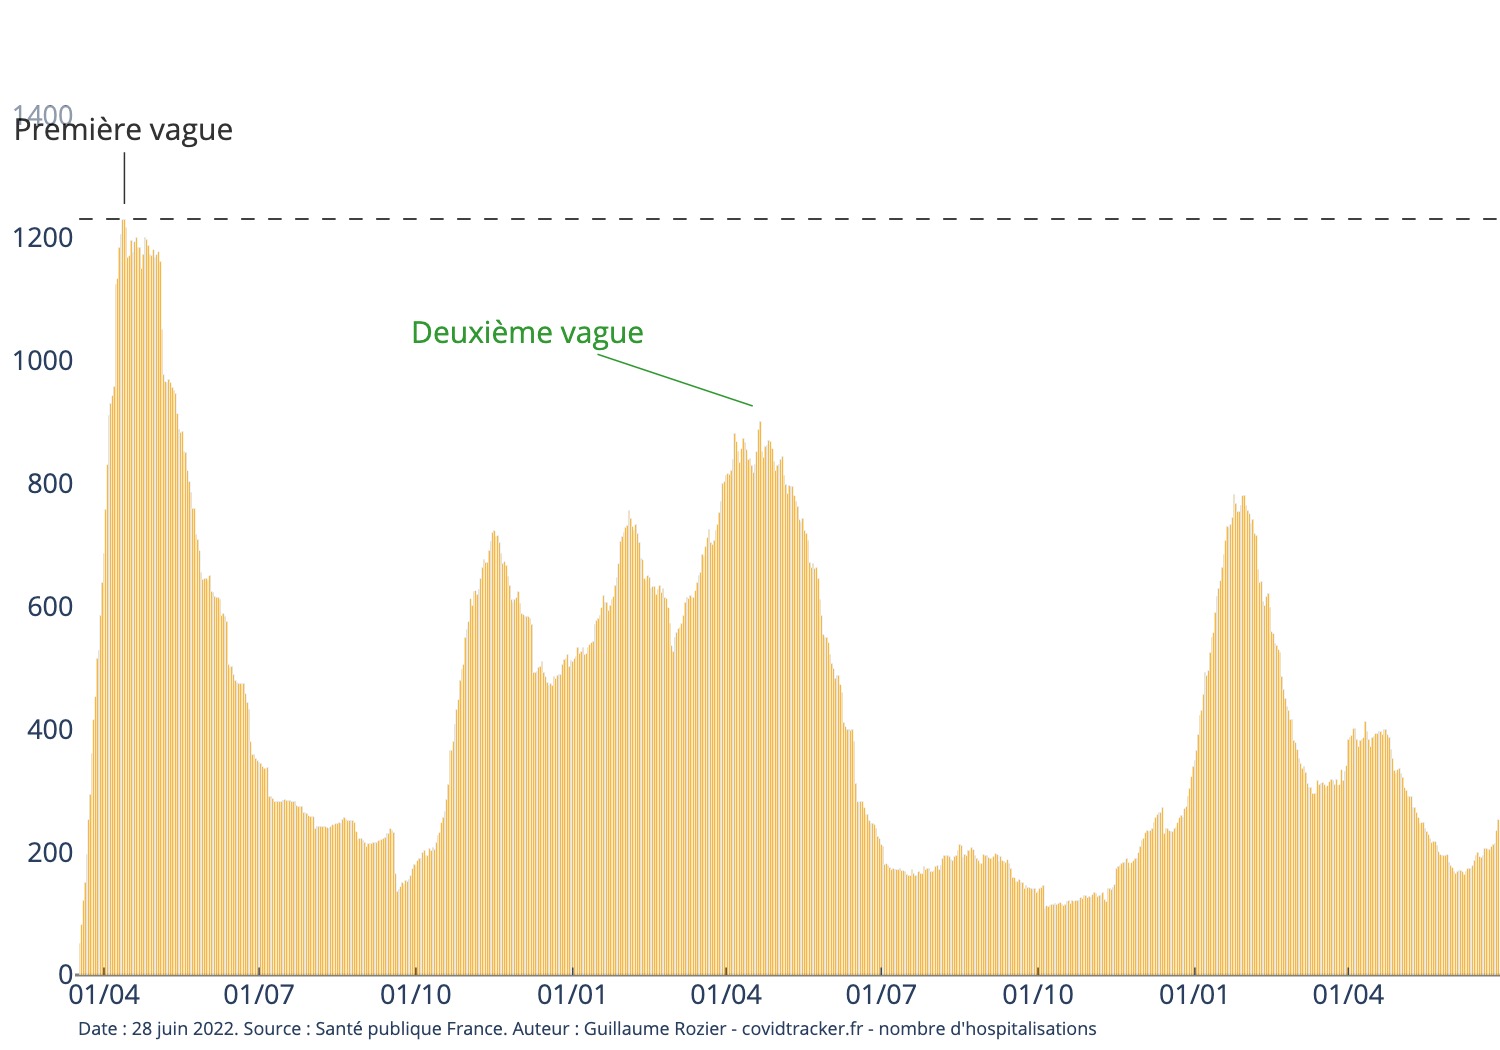 1400
Première vague
1200
Deuxième vague
1000
800
600
400
200
0
01/04 01/07 01/10 01/01 01/04 01/07 01/10 01/01 01/04
Date : 28 juin 2022. Source : Santé publique France. Auteur : Guillaume Rozier - covidtracker.fr - nombre d'hospitalisations